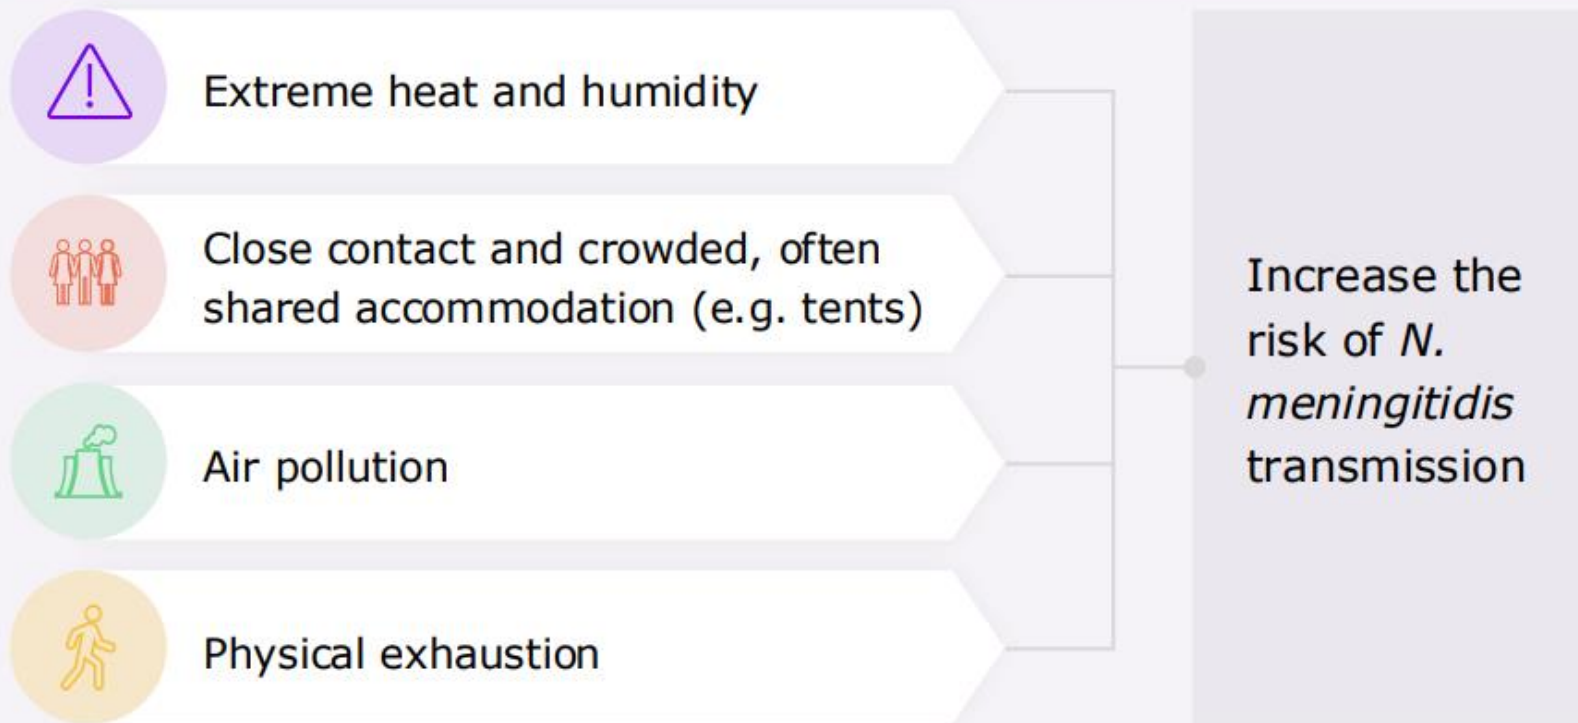 Extreme heat and humidity
Close contact and crowded, often
shared accommodation (e.g. tents)
Air pollution
Physical exhaustion
Increase the
risk of N.
meningitidis
transmission